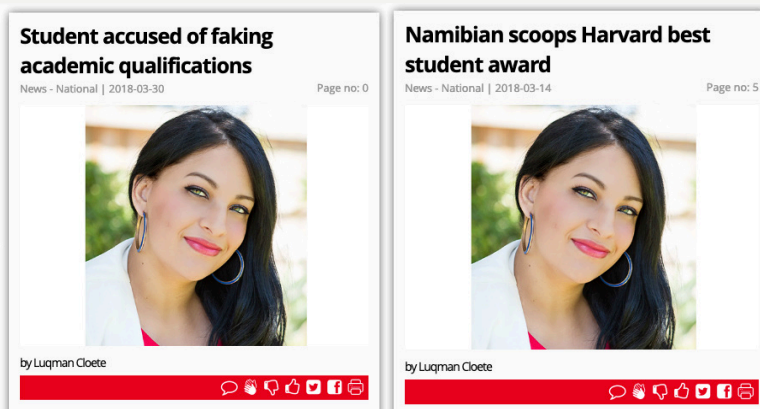 Student accused of faking
academic qualifications
News - National | 2018-03-30 Page no: 0
by Luqman Cloete
Namibian scoops Harvard best
student award
News - National | 2018-03-14 Page no: 5
by Luqman Cloete